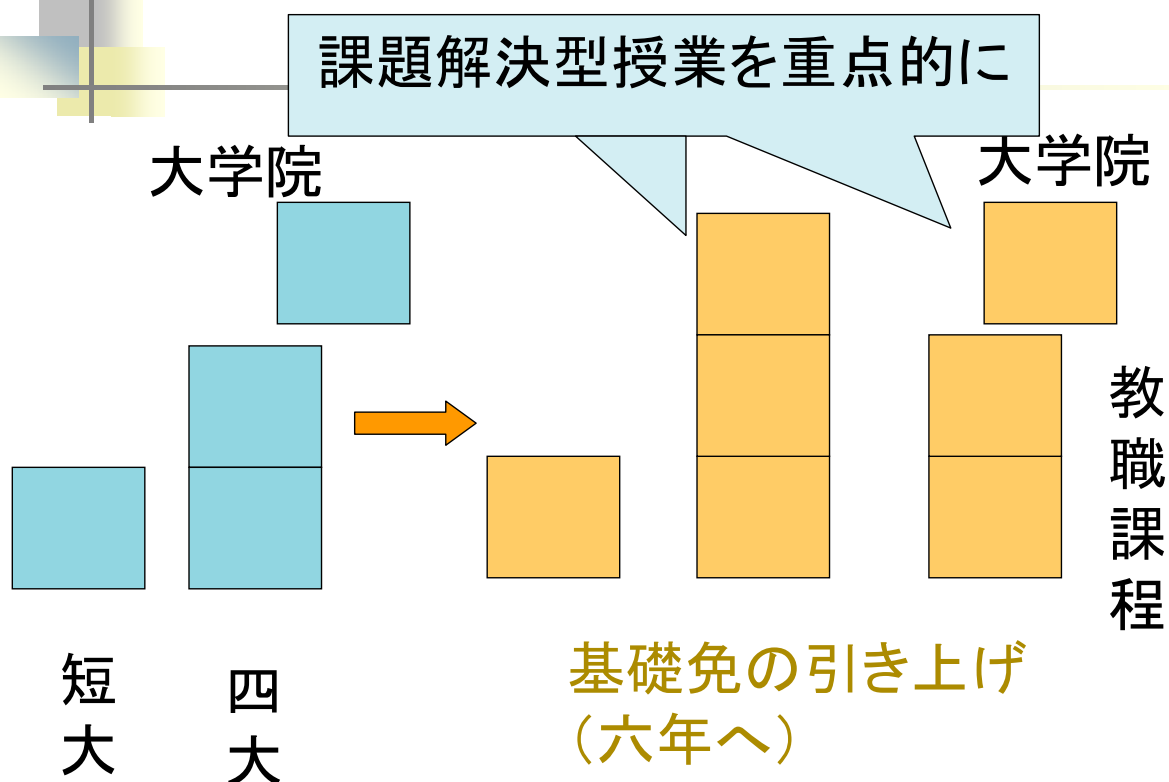 課題解決型授業を重点的に
大学院
大学院
教職課程
短大
四大
基礎免の引き上げ
（六年へ）